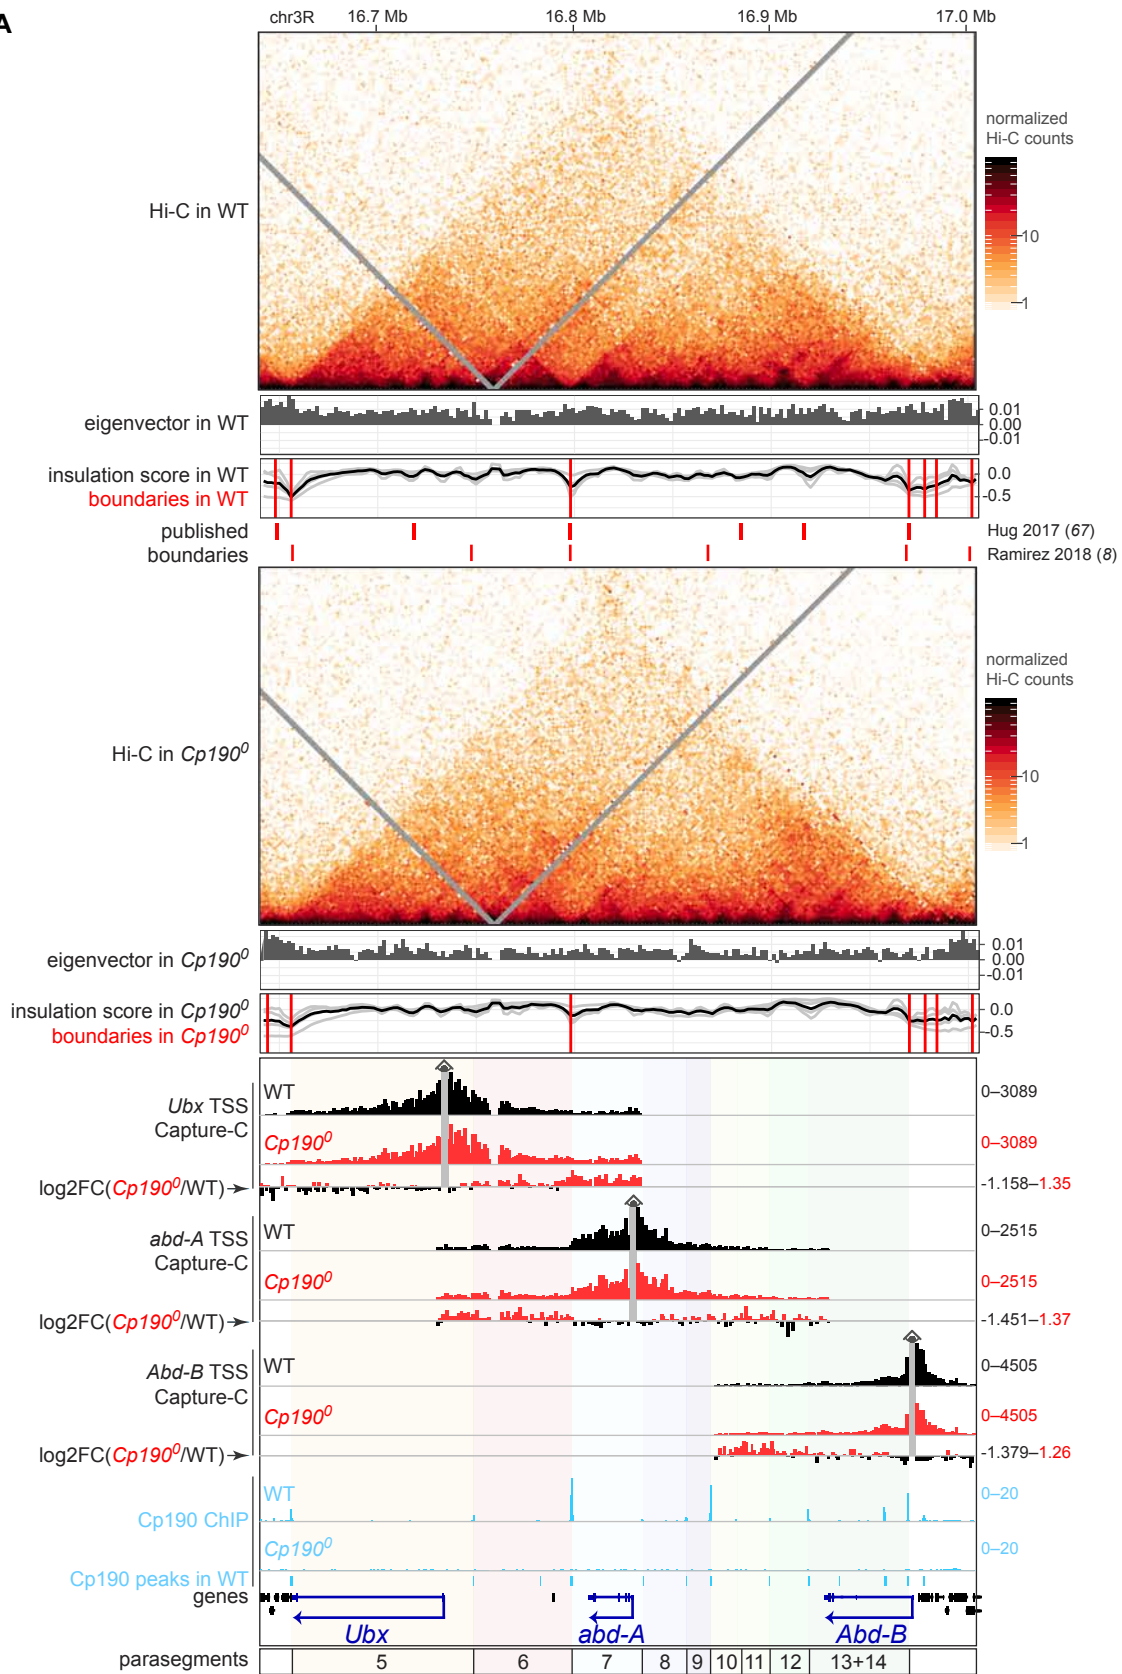 A
chr3R 16.7 Mb 16.8 Mb 16.9 Mb 17.0 Mb
normalized
Hi-C counts
Hi-C in WT
10
1
eigenvector in WT
0.01
0.00
-0.01
insulation score in WT
boundaries in WT
0.0
-0.5
published
boundaries
Hug 2017 (67)
Ramirez 2018 (8)
normalized
Hi-C counts
Hi-C in Cp190⁰
10
1
eigenvector in Cp190⁰
0.01
0.00
-0.01
insulation score in Cp190⁰
boundaries in Cp190⁰
0.0
-0.5
Ubx TSS
Capture-C
WT
0–3089
Cp190⁰
0–3089
log2FC(Cp190⁰/WT)
-1.158–1.35
abd-A TSS
Capture-C
WT
0–2515
Cp190⁰
0–2515
log2FC(Cp190⁰/WT)
-1.451–1.37
Abd-B TSS
Capture-C
WT
0–4505
Cp190⁰
0–4505
log2FC(Cp190⁰/WT)
-1.379–1.26
Cp190 ChIP
WT
0–20
Cp190⁰
0–20
Cp190 peaks in WT
genes
Ubx abd-A Abd-B
parasegments 5 6 7 8 9 10 11 12 13+14